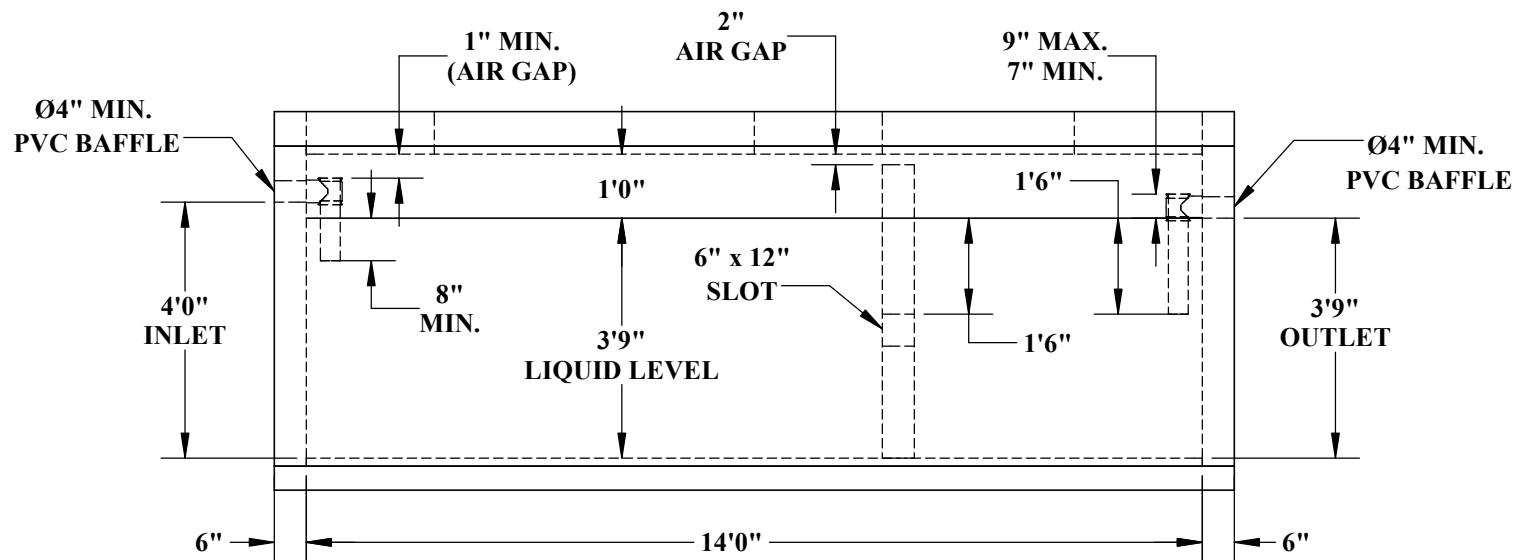 2"
AIR GAP
1" MIN.
(AIR GAP)
9" MAX.
7" MIN.
Ø4" MIN.
PVC BAFFLE
Ø4" MIN.
PVC BAFFLE
1'0"
1'6"
6" x 12"
SLOT
4'0"
INLET
8"
MIN.
3'9"
LIQUID LEVEL
1'6"
3'9"
OUTLET
6"
14'0"
6"